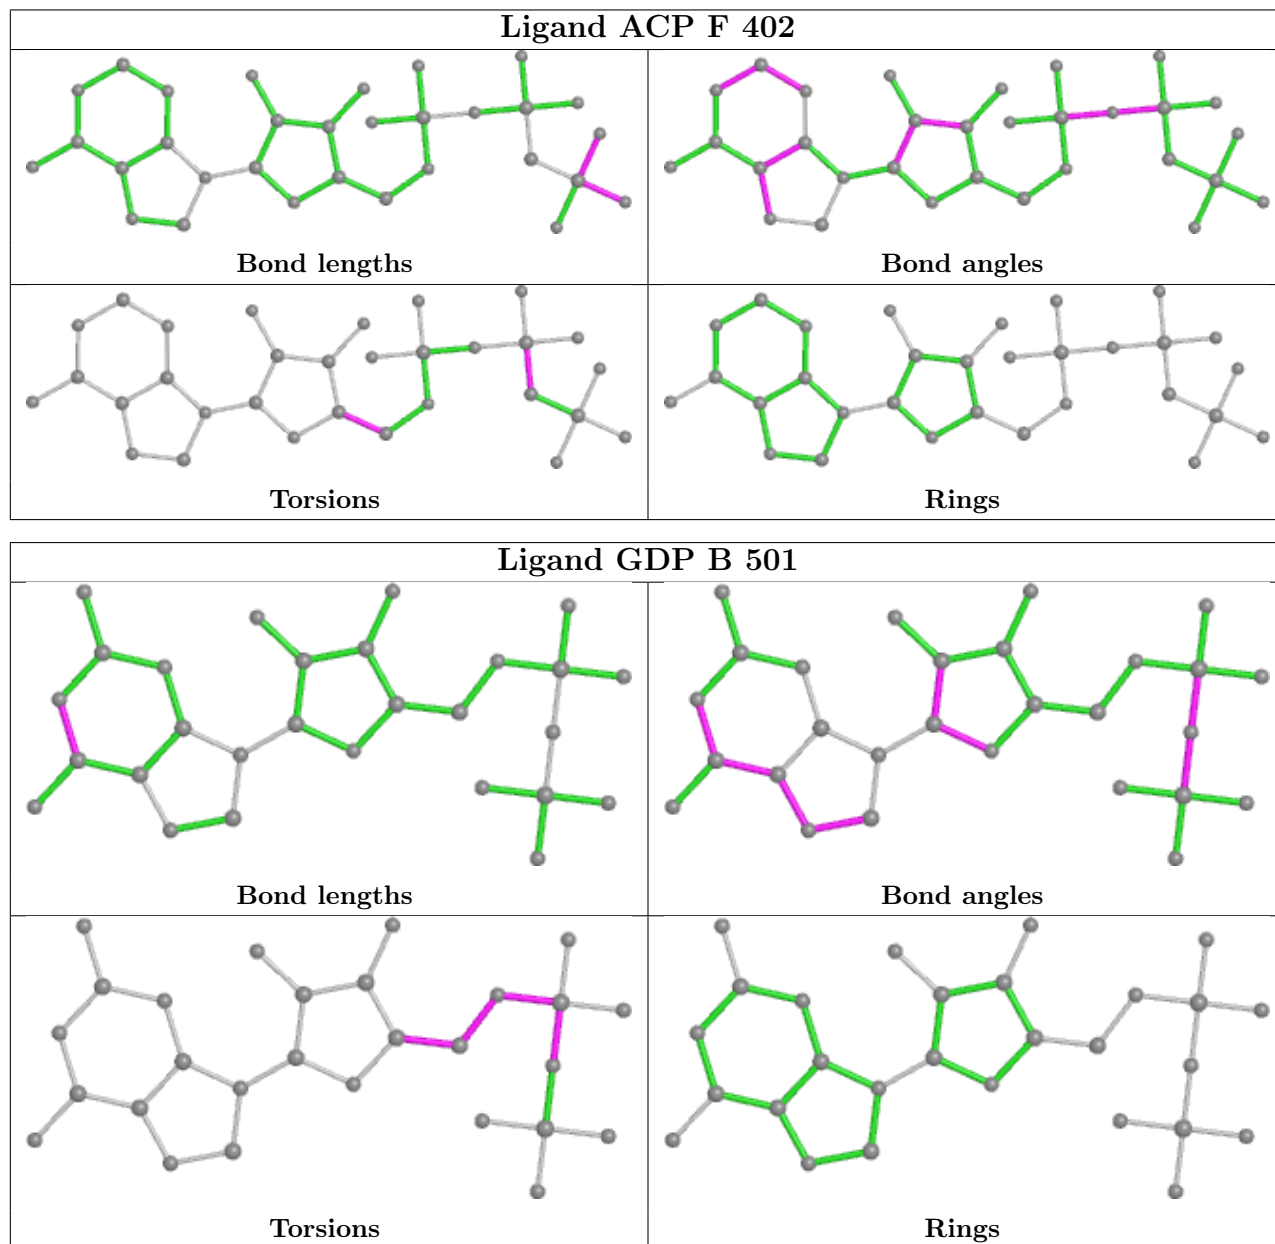 Ligand ACP F 402
Bond lengths
Bond angles
Torsions
Rings
Ligand GDP B 501
Bond lengths
Bond angles
Torsions
Rings